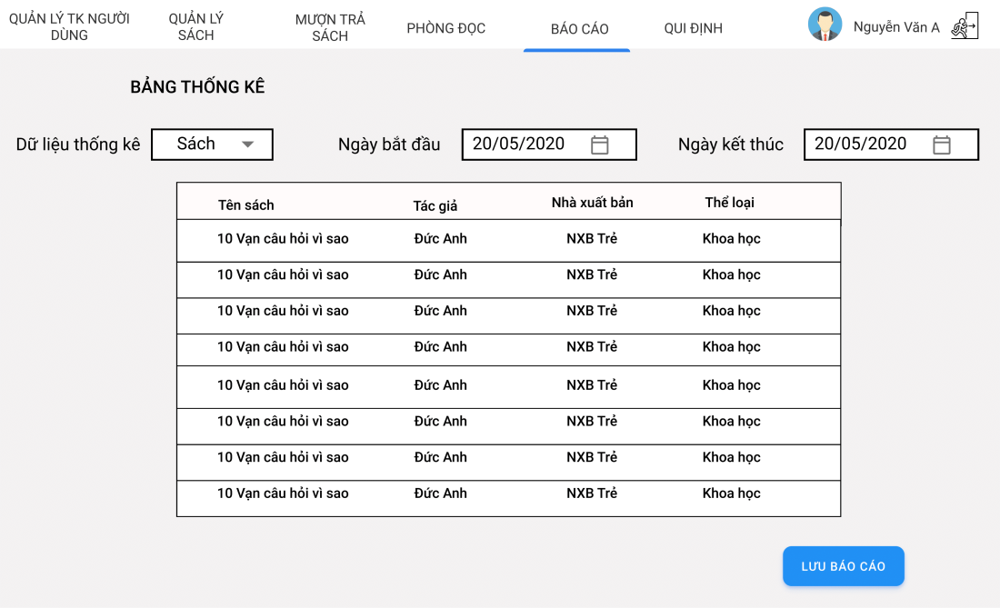 QUẢN LÝ TK NGƯỜI
DÙNG
QUẢN LÝ
SÁCH
MƯỢN TRẢ
SÁCH
PHÒNG ĐỌC
BÁO CÁO
QUI ĐỊNH
Nguyễn Văn A
BẢNG THỐNG KÊ
Dữ liệu thống kê Sách Ngày bắt đầu 20/05/2020 Ngày kết thúc 20/05/2020
Tên sách Tác giả Nhà xuất bản Thể loại
10 Vạn câu hỏi vì sao Đức Anh NXB Trẻ Khoa học
10 Vạn câu hỏi vì sao Đức Anh NXB Trẻ Khoa học
10 Vạn câu hỏi vì sao Đức Anh NXB Trẻ Khoa học
10 Vạn câu hỏi vì sao Đức Anh NXB Trẻ Khoa học
10 Vạn câu hỏi vì sao Đức Anh NXB Trẻ Khoa học
10 Vạn câu hỏi vì sao Đức Anh NXB Trẻ Khoa học
10 Vạn câu hỏi vì sao Đức Anh NXB Trẻ Khoa học
10 Vạn câu hỏi vì sao Đức Anh NXB Trẻ Khoa học
LƯU BÁO CÁO